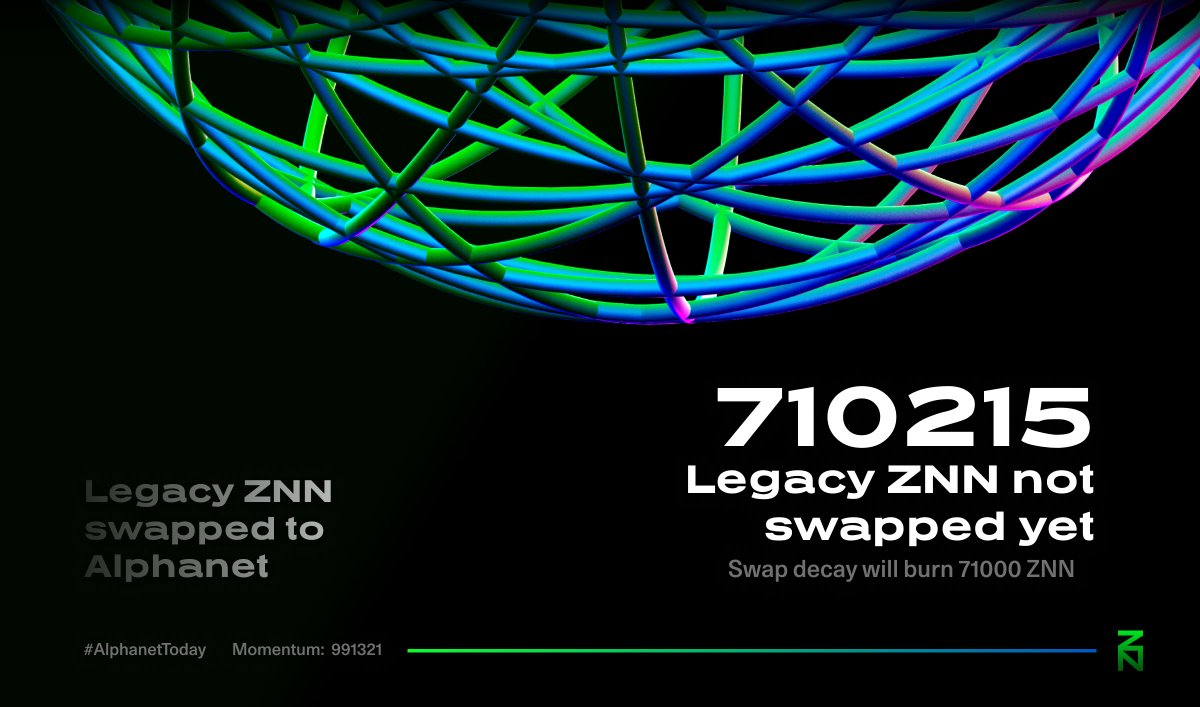 710215
Legacy ZNN not
swapped yet
Swap decay will burn 71000 ZNN
Legacy ZNN
swapped to
Alphanet
#AlphanetToday Momentum: 991321